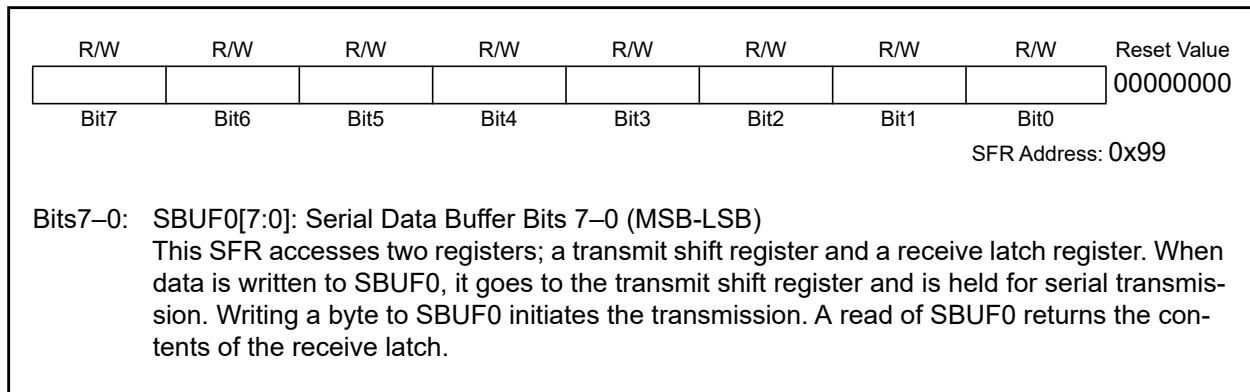 R/W R/W R/W R/W R/W R/W R/W R/W Reset Value
00000000
Bit7 Bit6 Bit5 Bit4 Bit3 Bit2 Bit1 Bit0
SFR Address: 0x99
Bits7–0: SBUF0[7:0]: Serial Data Buffer Bits 7–0 (MSB-LSB)
This SFR accesses two registers; a transmit shift register and a receive latch register. When
data is written to SBUF0, it goes to the transmit shift register and is held for serial transmis-
sion. Writing a byte to SBUF0 initiates the transmission. A read of SBUF0 returns the con-
tents of the receive latch.